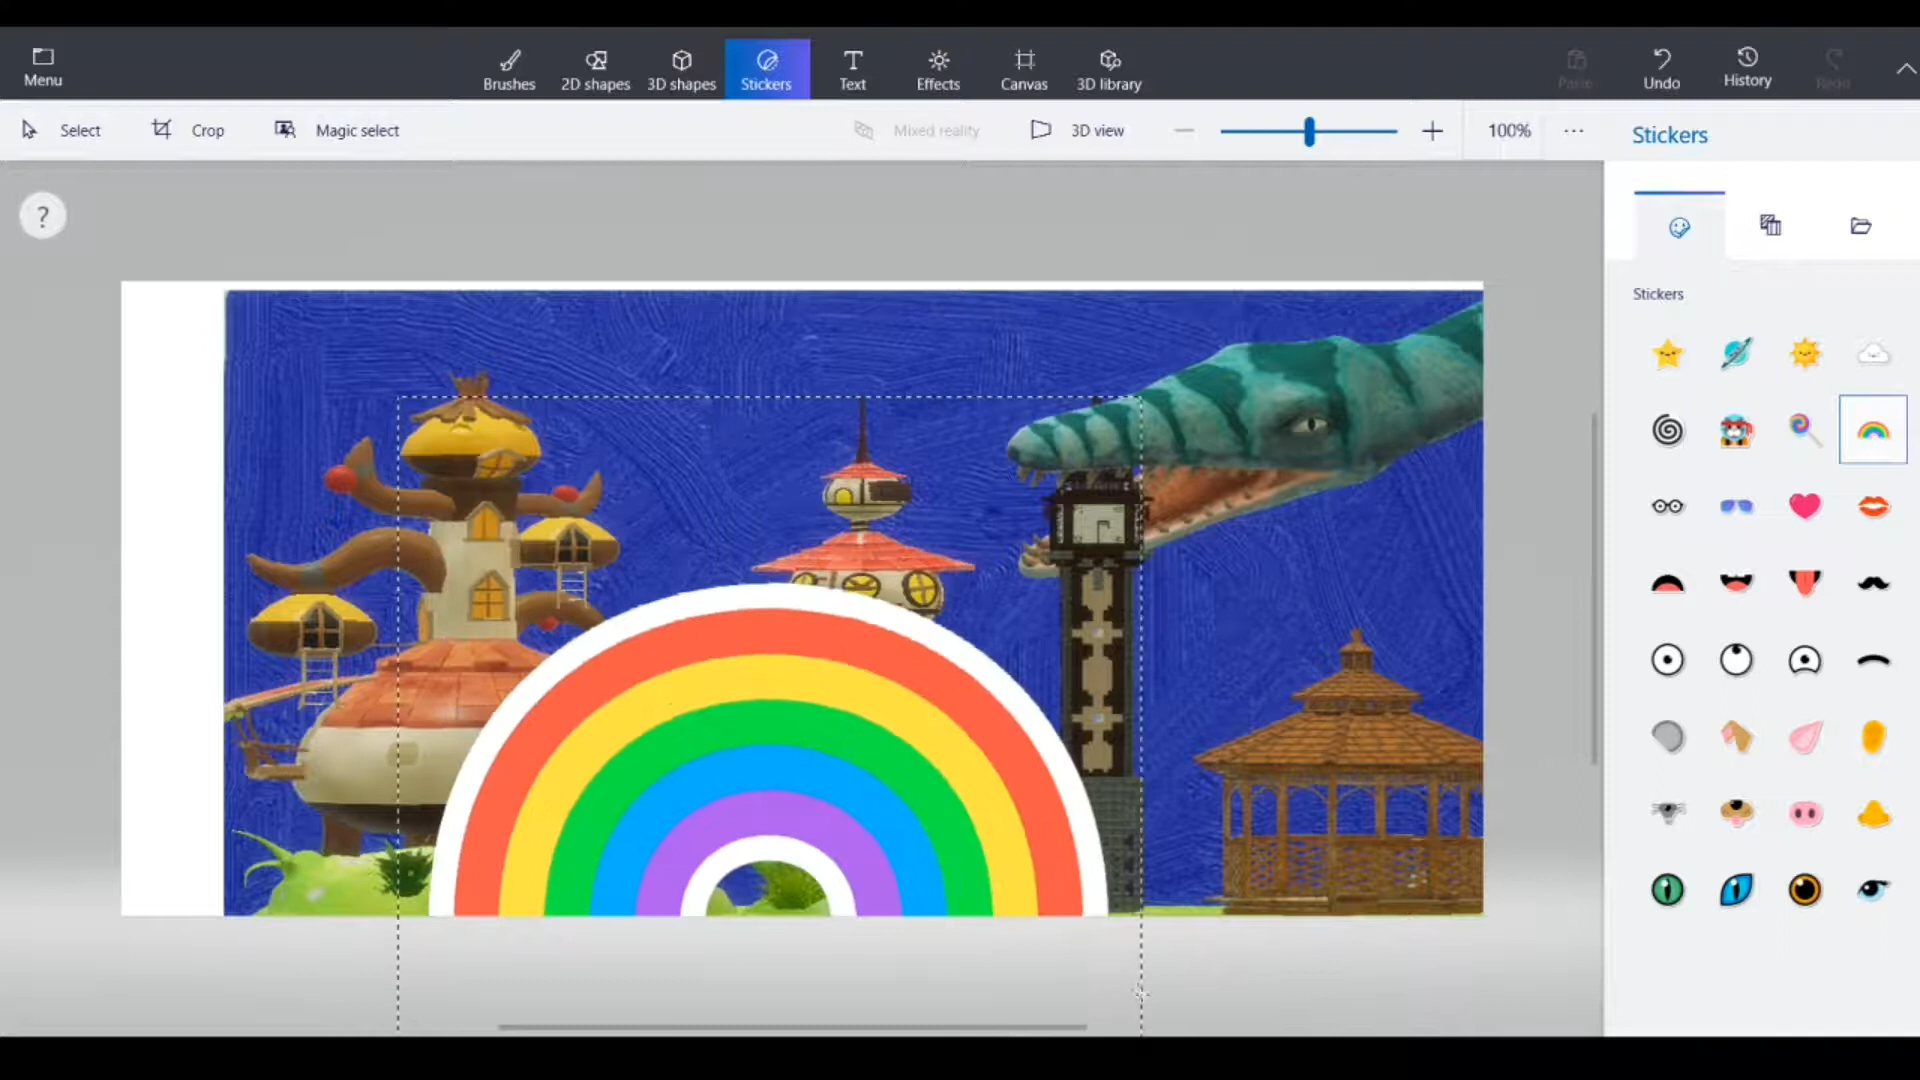 Menu
Brushes
2D shapes
3D shapes
Stickers
Text
Effects
Canvas
3D library
Paste
Undo
History
Redo
Select
Crop
Magic select
Mixed reality
3D view
100%
Stickers
?
Stickers